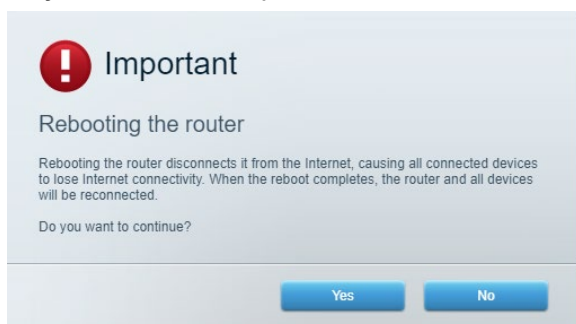 Important
Rebooting the router
Rebooting the router disconnects it from the Internet, causing all connected devices
to lose Internet connectivity. When the reboot completes, the router and all devices
will be reconnected.
Do you want to continue?
Yes No